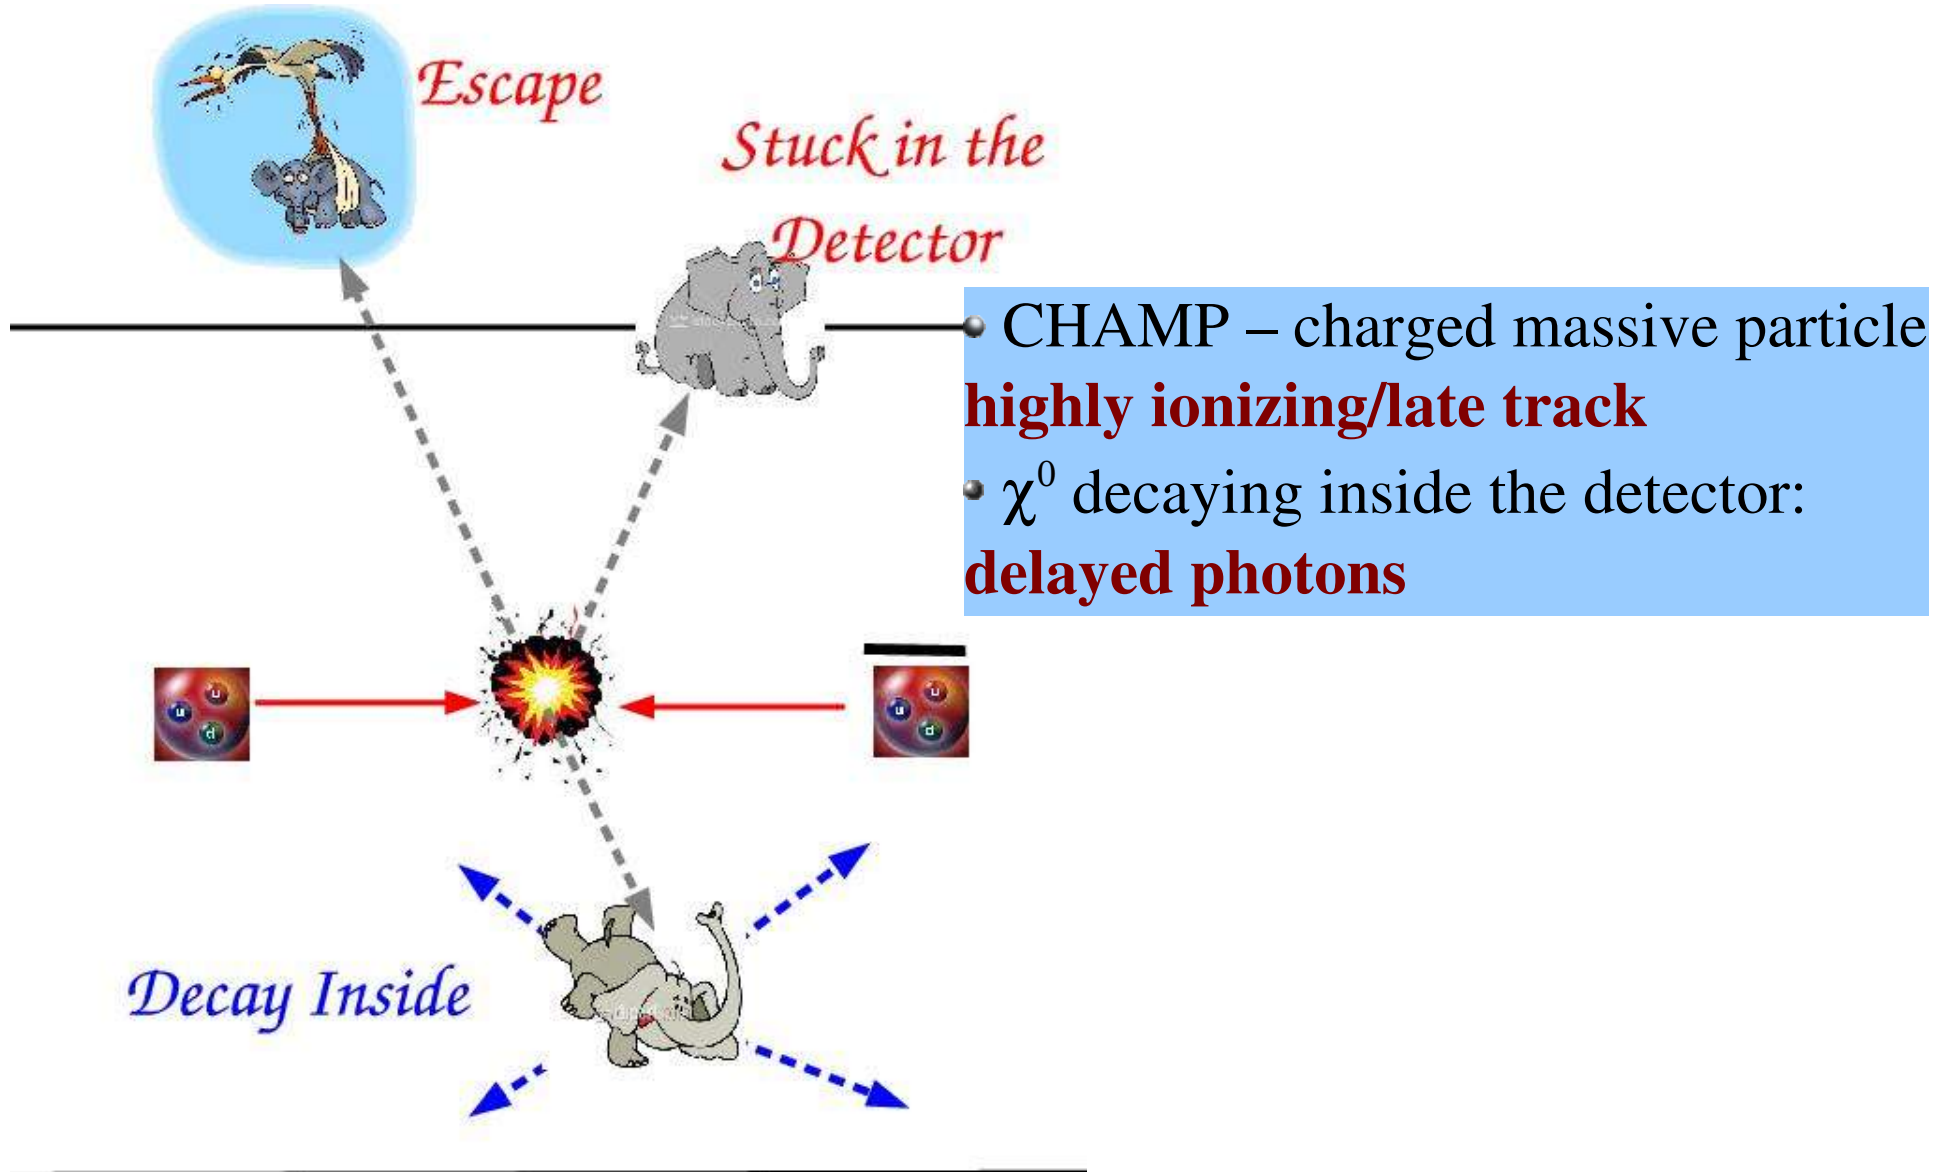 Escape
Stuck in the
Detector
• CHAMP – charged massive particle
highly ionizing/late track
• χ⁰ decaying inside the detector:
delayed photons
u
u
d
u
u
d
Decay Inside